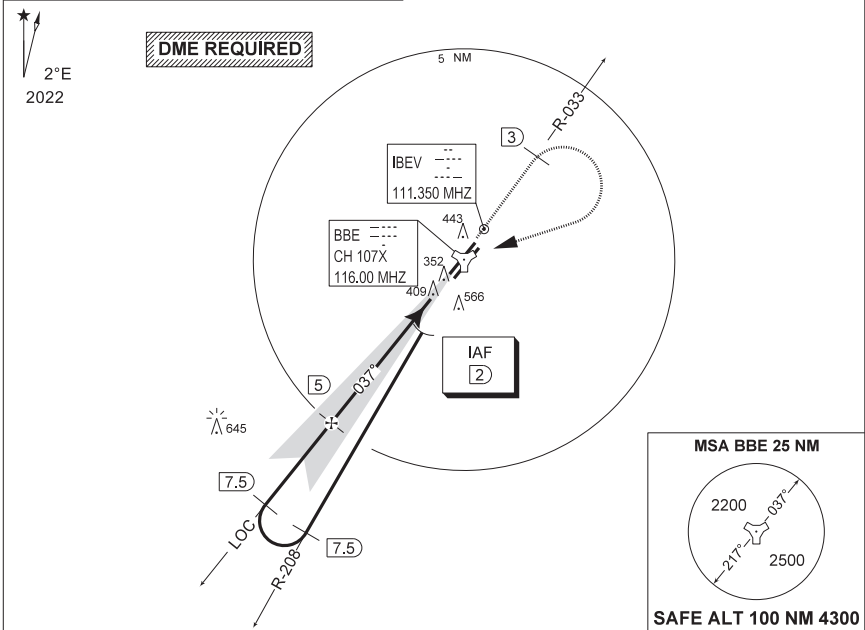 DME REQUIRED
2°E
2022
5 NM
R-033
3
IBEV
111.350 MHZ
443
BBE
CH 107X
116.00 MHZ
352
409
566
IAF
2
5
037°
645
7.5
LOC
7.5
R-208
MSA BBE 25 NM
2200
037°
217°
2500
SAFE ALT 100 NM 4300